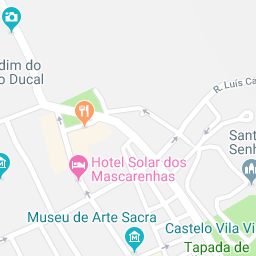 dim do
o Ducal
R. Luís Ca
Sant
Senh
Hotel Solar dos
Mascarenhas
Museu de Arte Sacra
Castelo Vila Vi
Tapada de